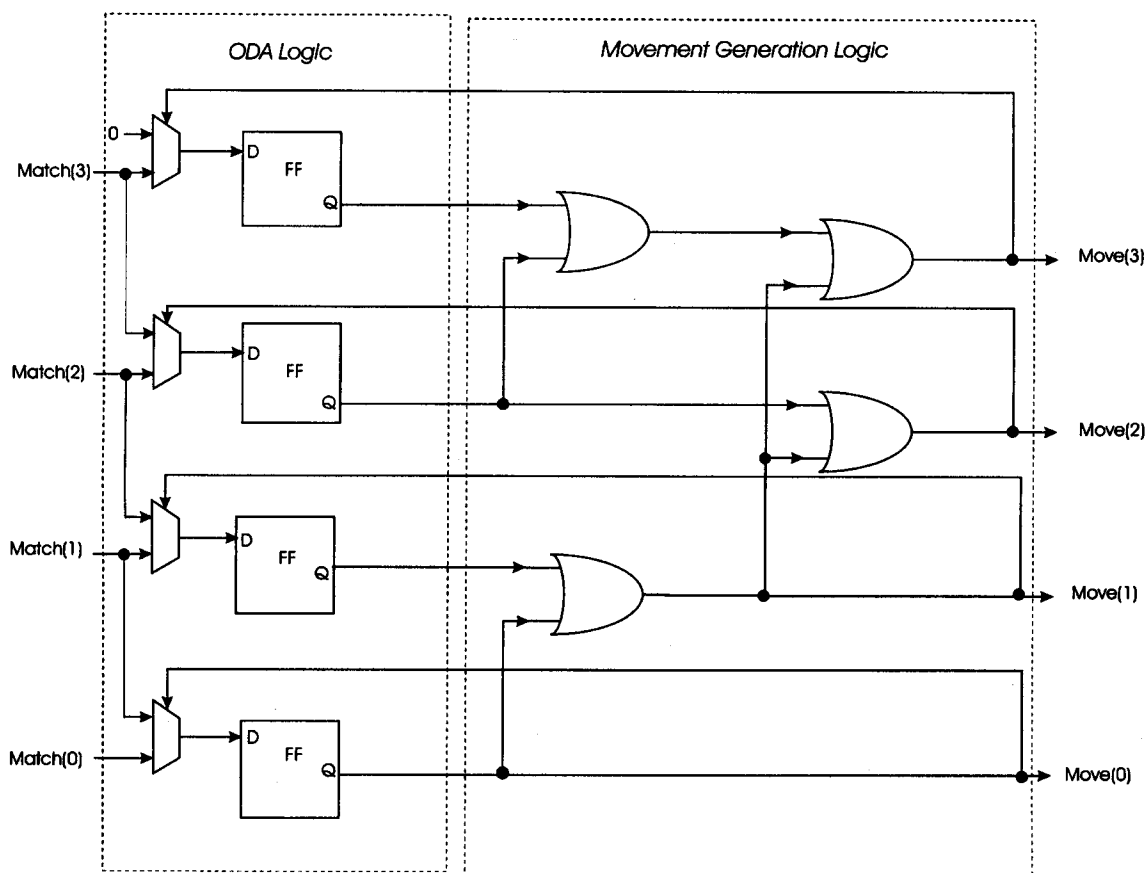 ODA Logic
Movement Generation Logic
0
Match(3)
D
FF
Q
Move(3)
Match(2)
D
FF
Q
Move(2)
Match(1)
D
FF
Q
Move(1)
Match(0)
D
FF
Q
Move(0)